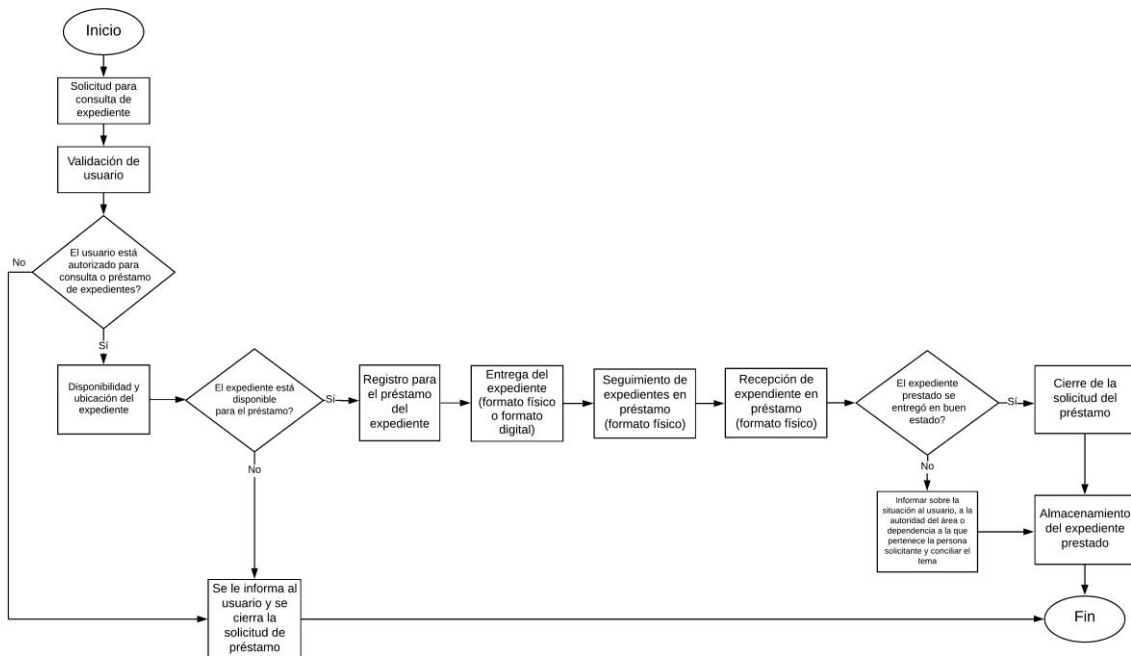 Inicio
Solicitud para
consulta de
expediente
Validación de
usuario
El usuario está
autorizado para
consulta o préstamo
de expedientes?
No
Sí
Disponibilidad y
ubicación del
expediente
El expediente está
disponible
para el préstamo?
Sí
No
Registro para
el préstamo
del
expediente
Entrega del
expediente
(formato físico
o formato
digital)
Seguimiento de
expedientes en
préstamo
(formato físico)
Recepción de
expendiente en
préstamo
(formato físico)
El expediente
prestado se
entregó en buen
estado?
Sí
No
Cierre de la
solicitud del
préstamo
Informar sobre la
situación al usuario, a la
autoridad del área o
dependencia a la que
pertenece la persona
solicitante y conciliar el
tema
Almacenamiento
del expediente
prestado
Se le informa al
usuario y se
cierra la
solicitud de
préstamo
Fin